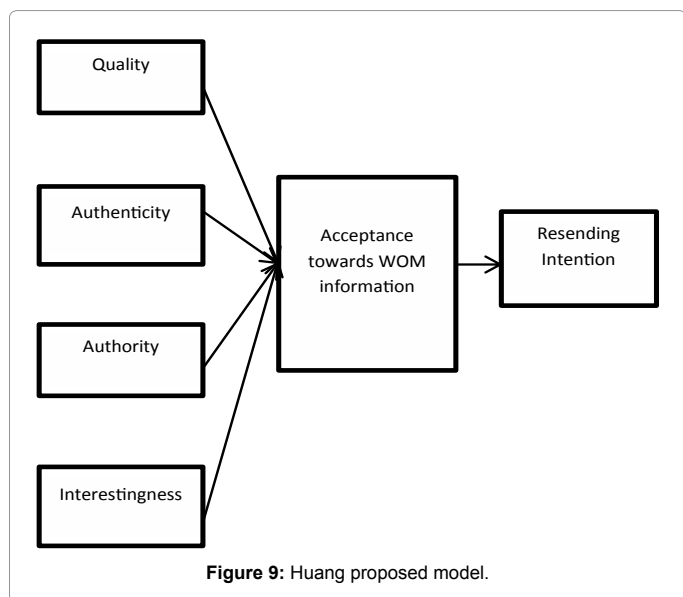 Quality
Authenticity
Authority
Interestingness
Acceptance
towards WOM
information
Resending
Intention
Figure 9: Huang proposed model.